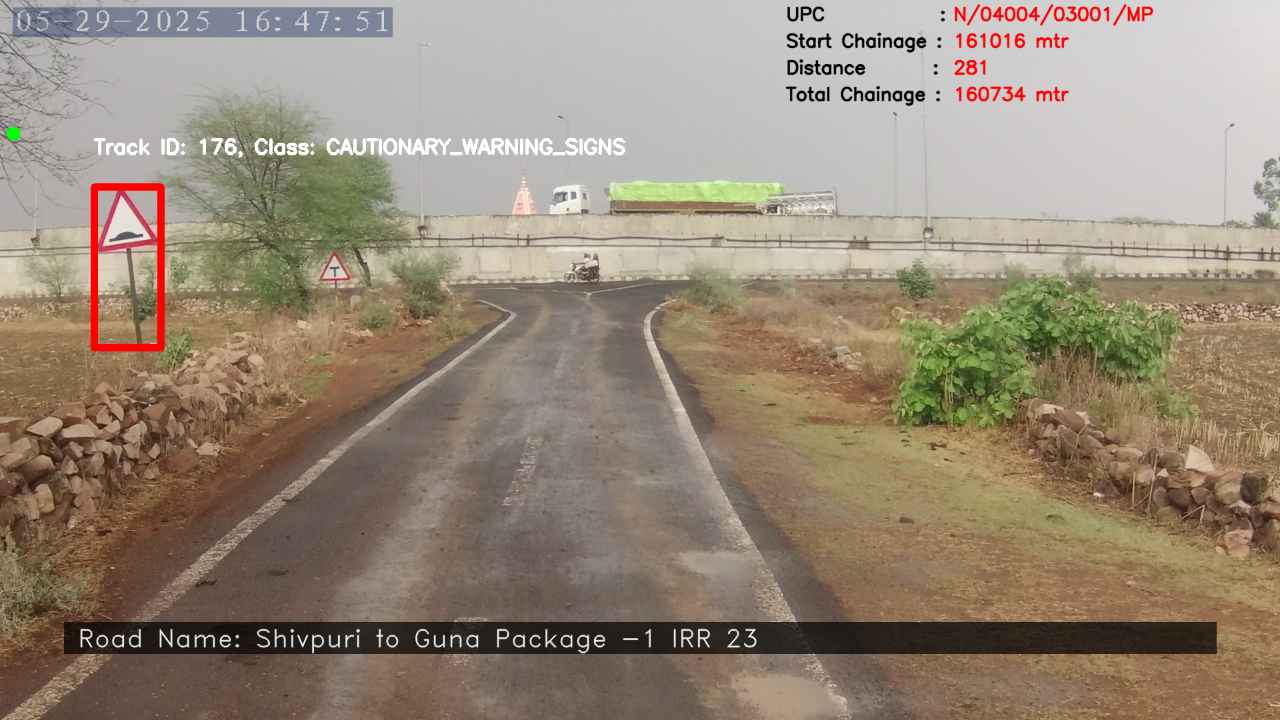 05-29-2025 16:47:51
UPC : N/04004/03001/MP
Start Chainage : 161016 mtr
Distance : 281
Total Chainage : 160734 mtr
Track ID: 176, Class: CAUTIONARY_WARNING_SIGNS
Road Name: Shivpuri to Guna Package -1 IRR 23